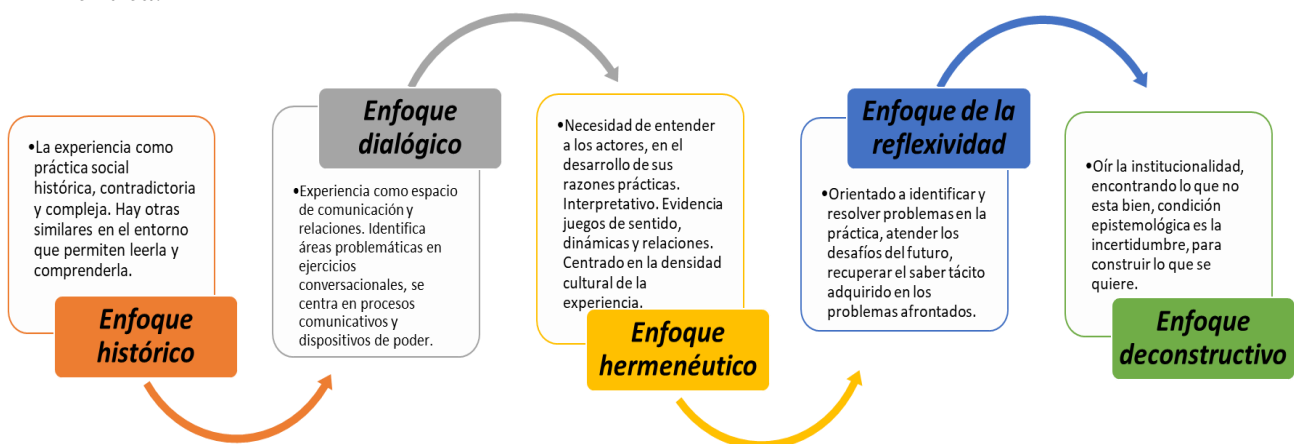 •La experiencia como
práctica social
histórica, contradictoria
y compleja. Hay otras
similares en el entorno
que permiten leerla y
comprenderla.
Enfoque
histórico
Enfoque
dialógico
•Experiencia como espacio
de comunicación y
relaciones. Identifica
áreas problemáticas en
ejercicios
conversacionales, se
centra en procesos
comunicativos y
dispositivos de poder.
•Necesidad de entender
a los actores, en el
desarrollo de sus
razones prácticas.
Interpretativo. Evidencia
juegos de sentido,
dinámicas y relaciones.
Centrado en la densidad
cultural de la
experiencia.
Enfoque
hermenéutico
Enfoque de la
reflexividad
•Orientado a identificar y
resolver problemas en la
práctica, atender los
desafíos del futuro,
recuperar el saber tácito
adquirido en los
problemas afrontados.
•Oír la institucionalidad,
encontrando lo que no
esta bien, condición
epistemológica es la
incertidumbre, para
construir lo que se
quiere.
Enfoque
deconstructivo